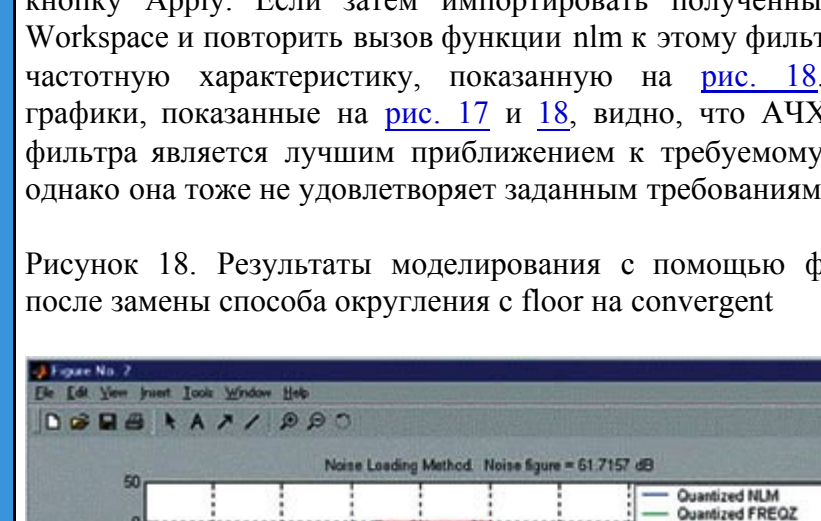 кнопку Apply. Если затем импортировать полученны
Workspace и повторить вызов функции nlm к этому фильт
частотную характеристику, показанную на рис. 18.
графики, показанные на рис. 17 и 18, видно, что АЧХ
фильтра является лучшим приближением к требуемому
однако она тоже не удовлетворяет заданным требованиям
Рисунок 18. Результаты моделирования с помощью ф
после замены способа округления с floor на convergent
Figure No. 2
File Edit View Insert Tools Window Help
Noise Loading Method. Noise figure = 61.7157 dB
50
Quantized NLM
Quantized FREQZ
0